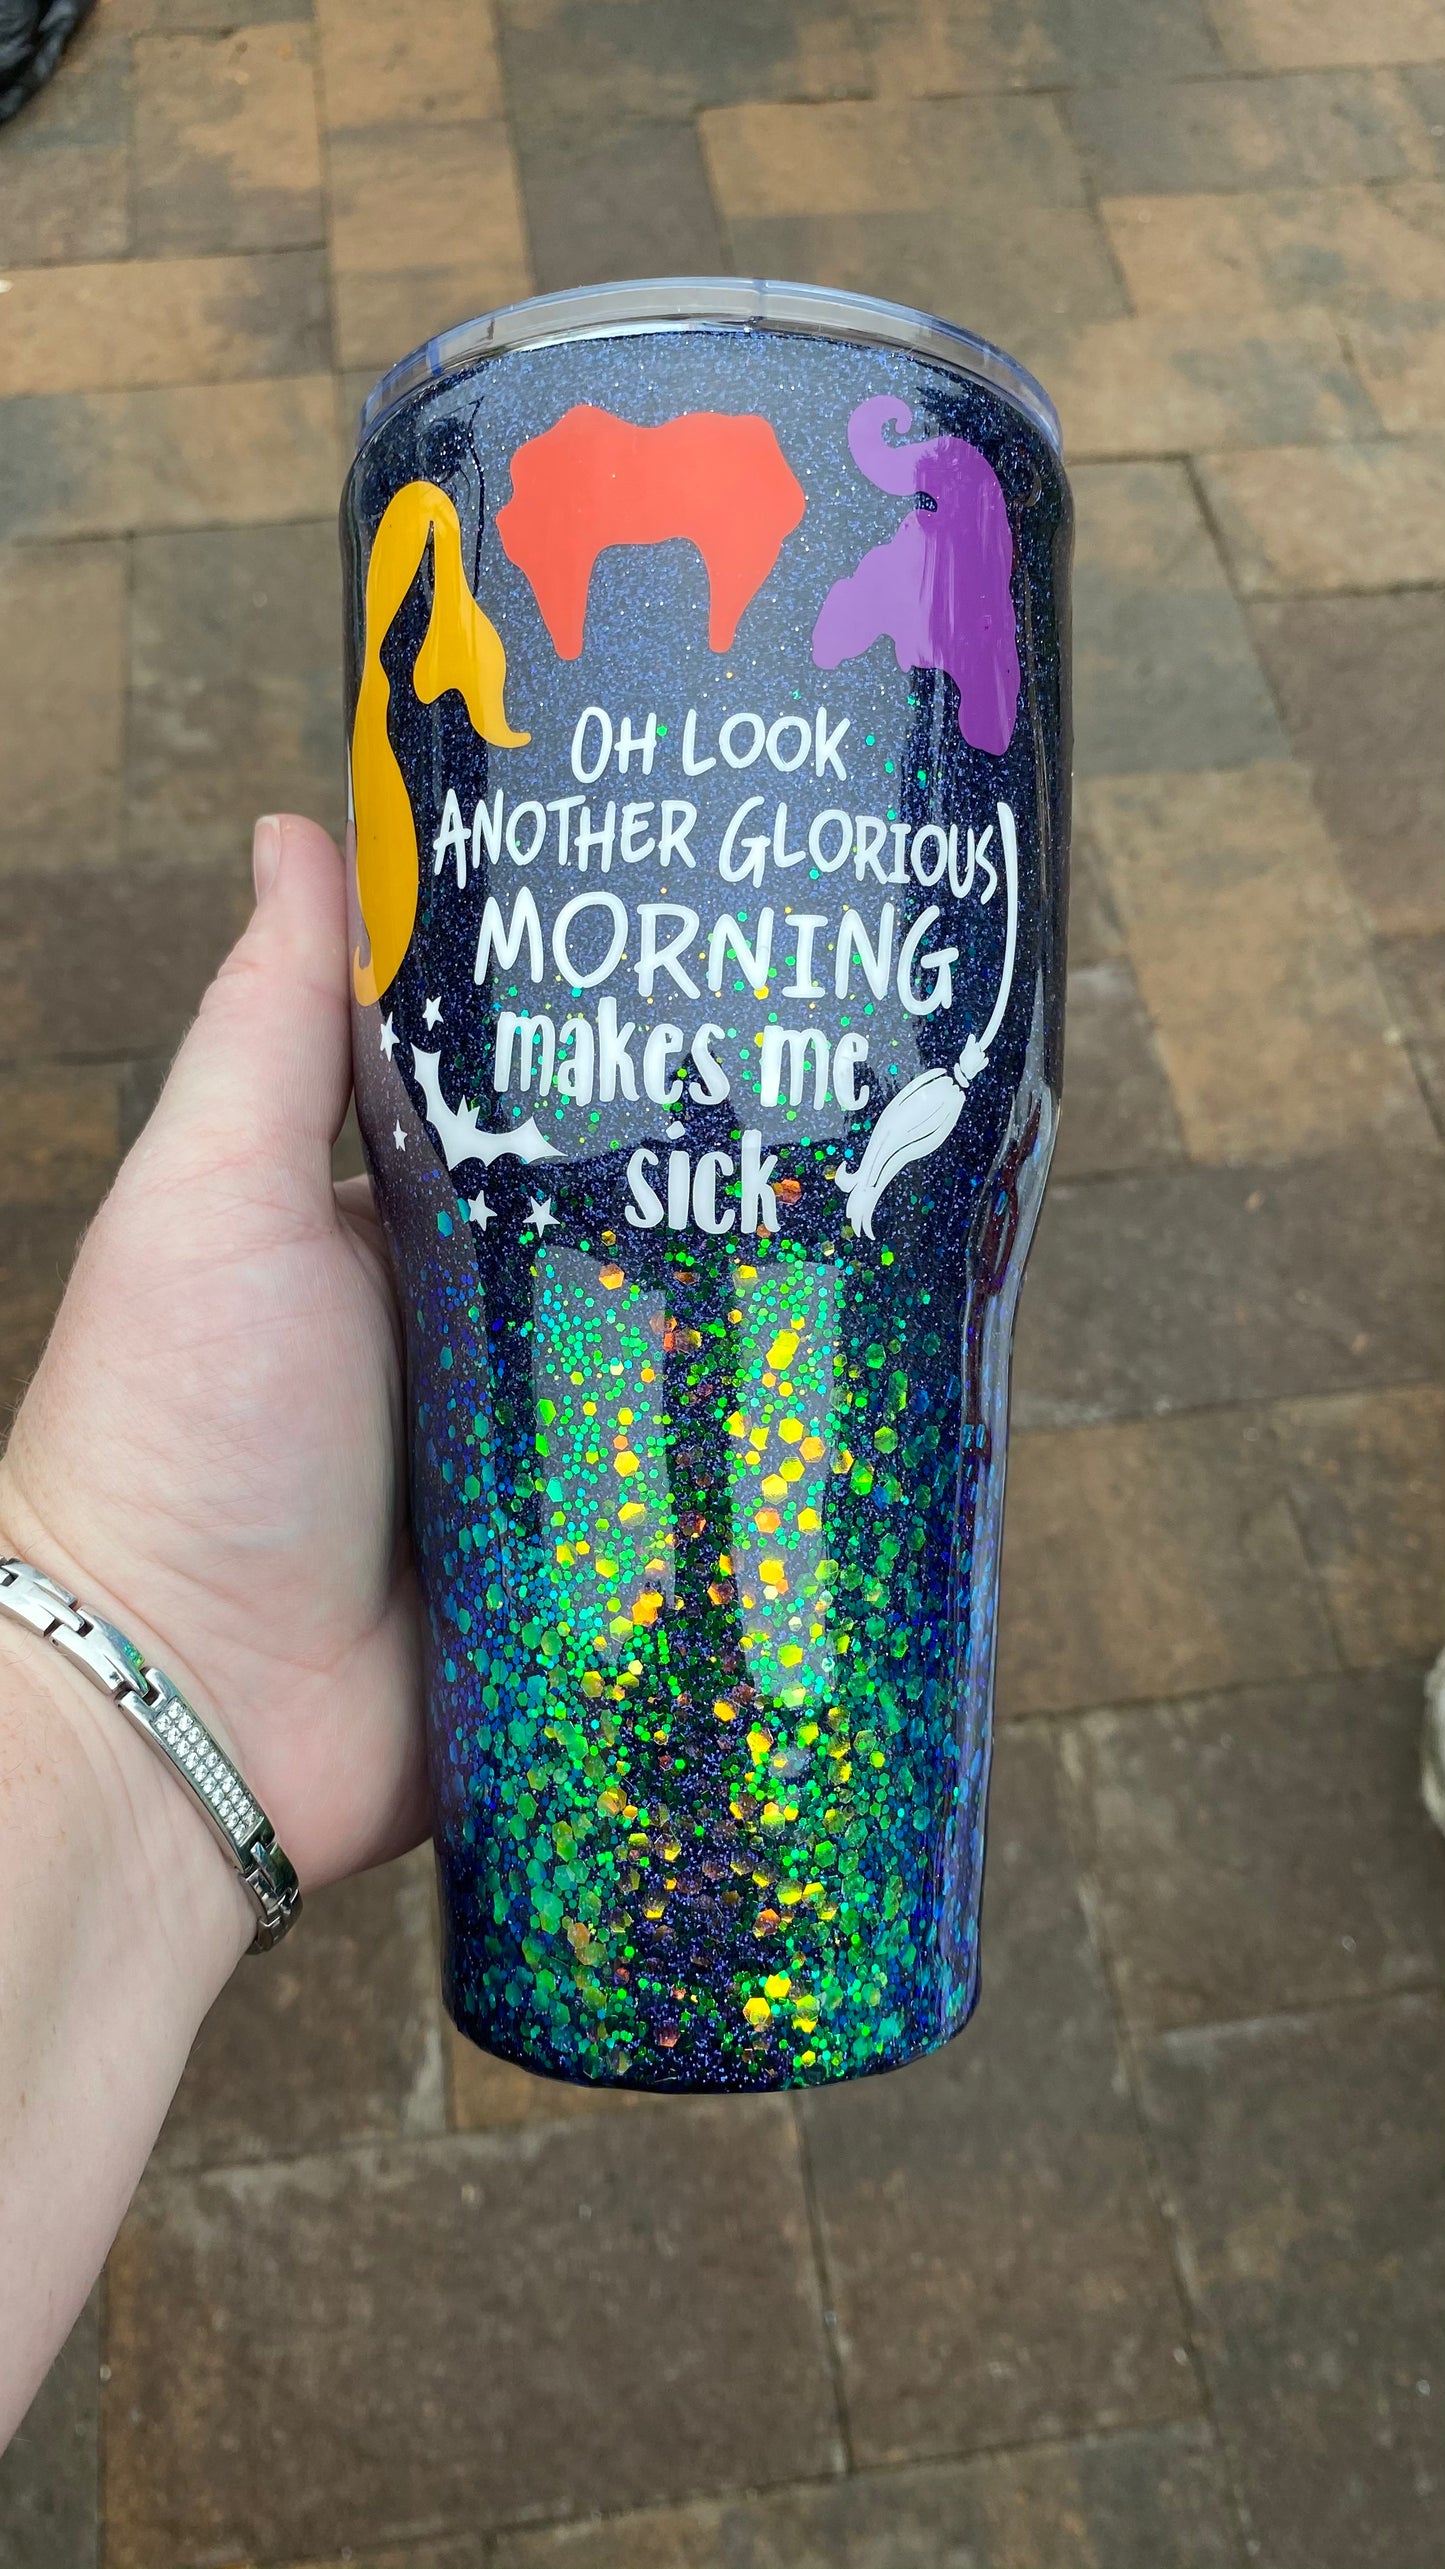 OH LOOK
ANOTHER GLORIOUS
MORNING
makes me
sick